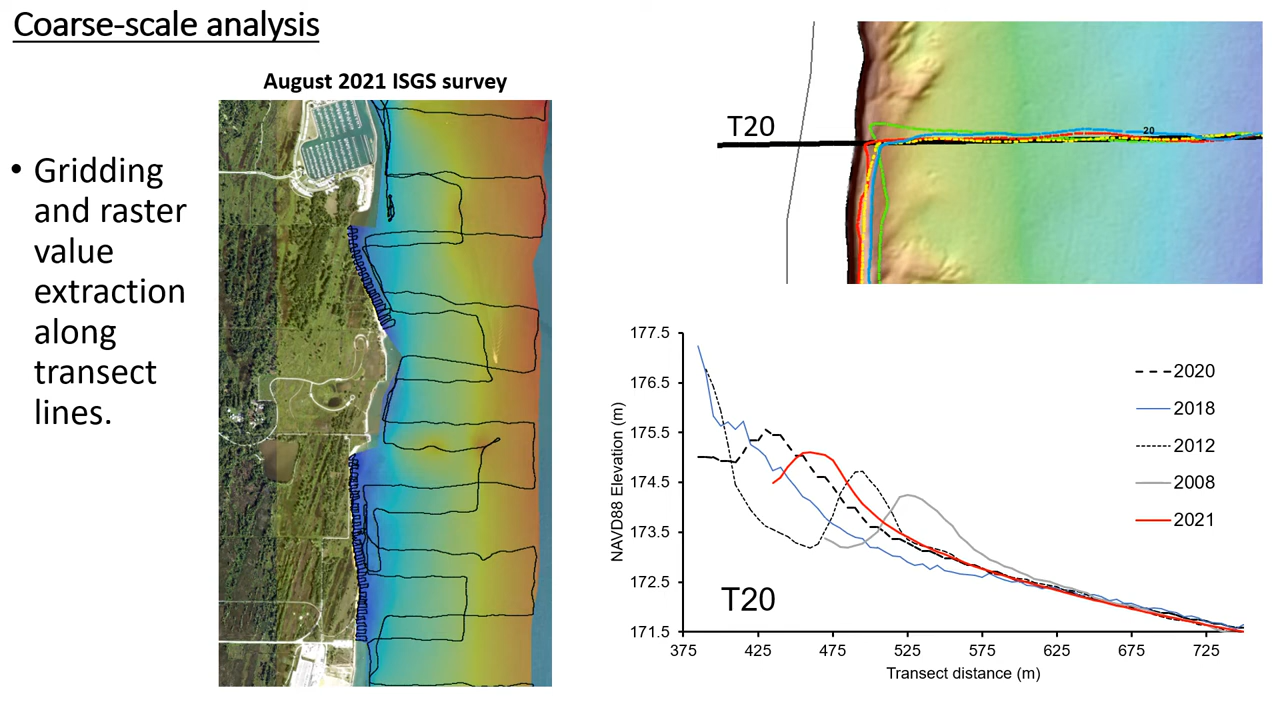 Coarse-scale analysis
August 2021 ISGS survey
• Gridding
and raster
value
extraction
along
transect
lines.
T20
20
177.5
176.5
175.5
174.5
173.5
172.5
171.5
NAVD88 Elevation (m)
2020
2018
2012
2008
2021
T20
375 425 475 525 575 625 675 725
Transect distance (m)